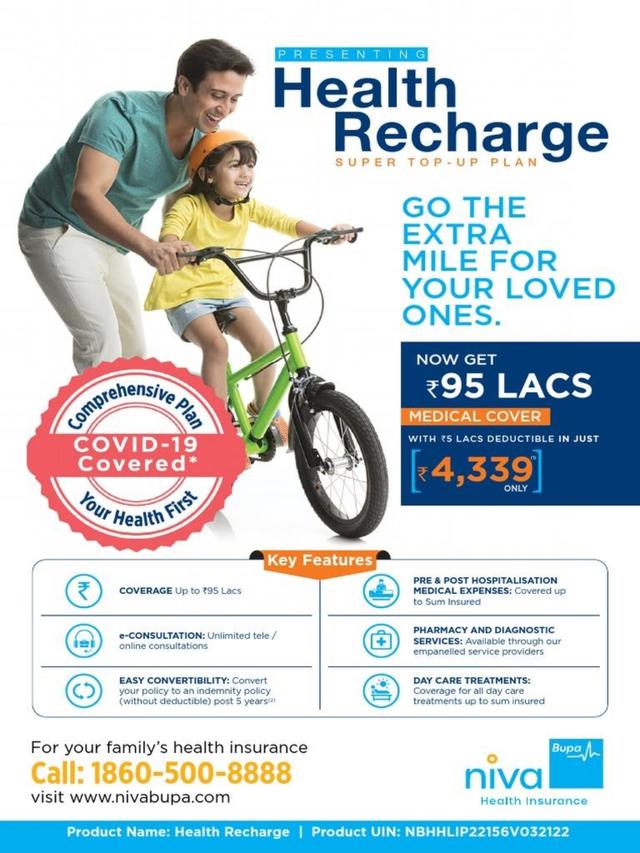 PRESENTING
Health
Recharge
SUPER TOP-UP PLAN
GO THE
EXTRA
MILE FOR
YOUR LOVED
ONES.
NOW GET
₹95 LACS
MEDICAL COVER
WITH ₹5 LACS DEDUCTIBLE IN JUST
[₹4,339(1)]
ONLY
Comprehensive Plan
COVID-19
Covered*
Your Health First
Key Features
COVERAGE Up to ₹95 Lacs
e-CONSULTATION: Unlimited tele /
online consultations
EASY CONVERTIBILITY: Convert
your policy to an indemnity policy
(without deductible) post 5 years(2)
PRE & POST HOSPITALISATION
MEDICAL EXPENSES: Covered up
to Sum Insured
PHARMACY AND DIAGNOSTIC
SERVICES: Available through our
empanelled service providers
DAY CARE TREATMENTS:
Coverage for all day care
treatments up to sum insured
For your family's health insurance
Call: 1860-500-8888
visit www.nivabupa.com
niva
Bupa
Health Insurance
Product Name: Health Recharge | Product UIN: NBHHLIP22156V032122